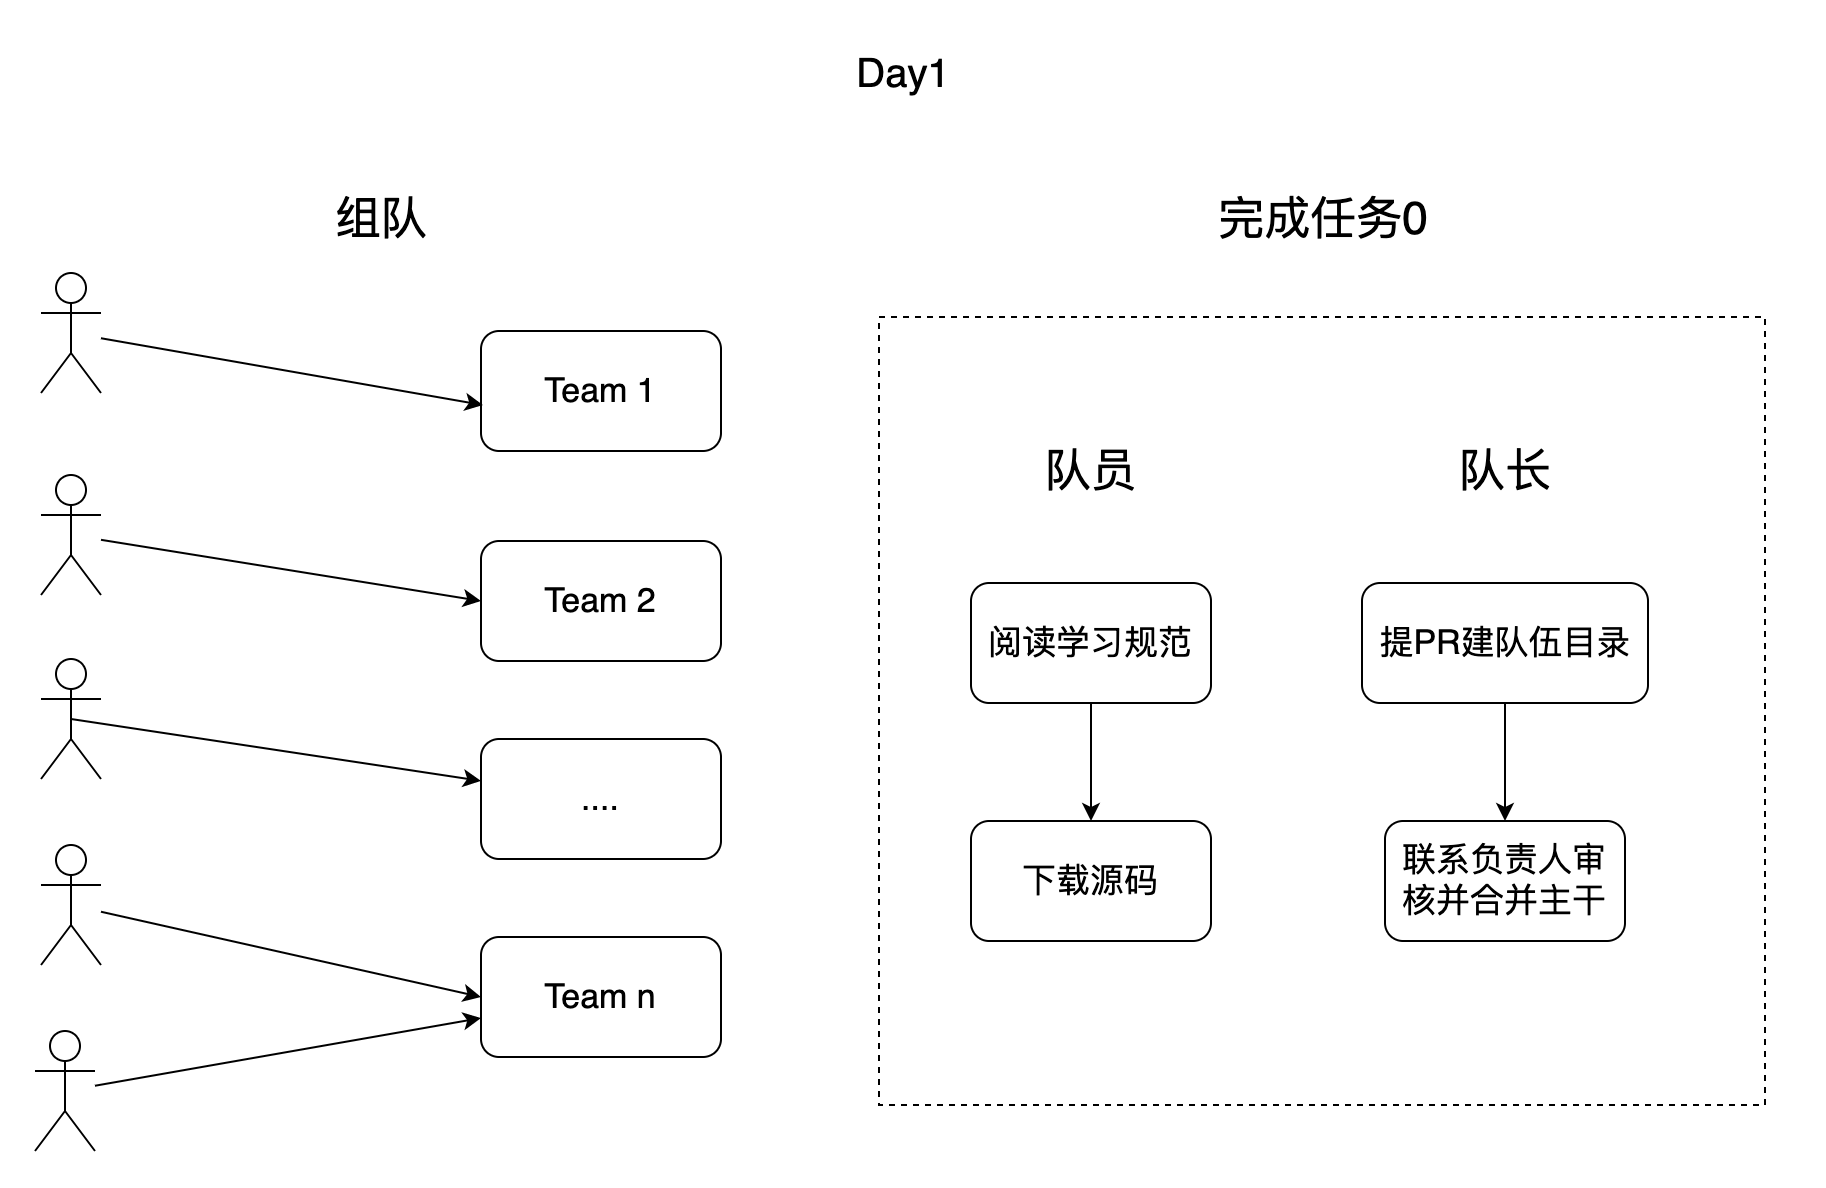 Day1
组队
Team 1
Team 2
....
Team n
完成任务0
队员
阅读学习规范
下载源码
队长
提PR建队伍目录
联系负责人审
核并合并主干